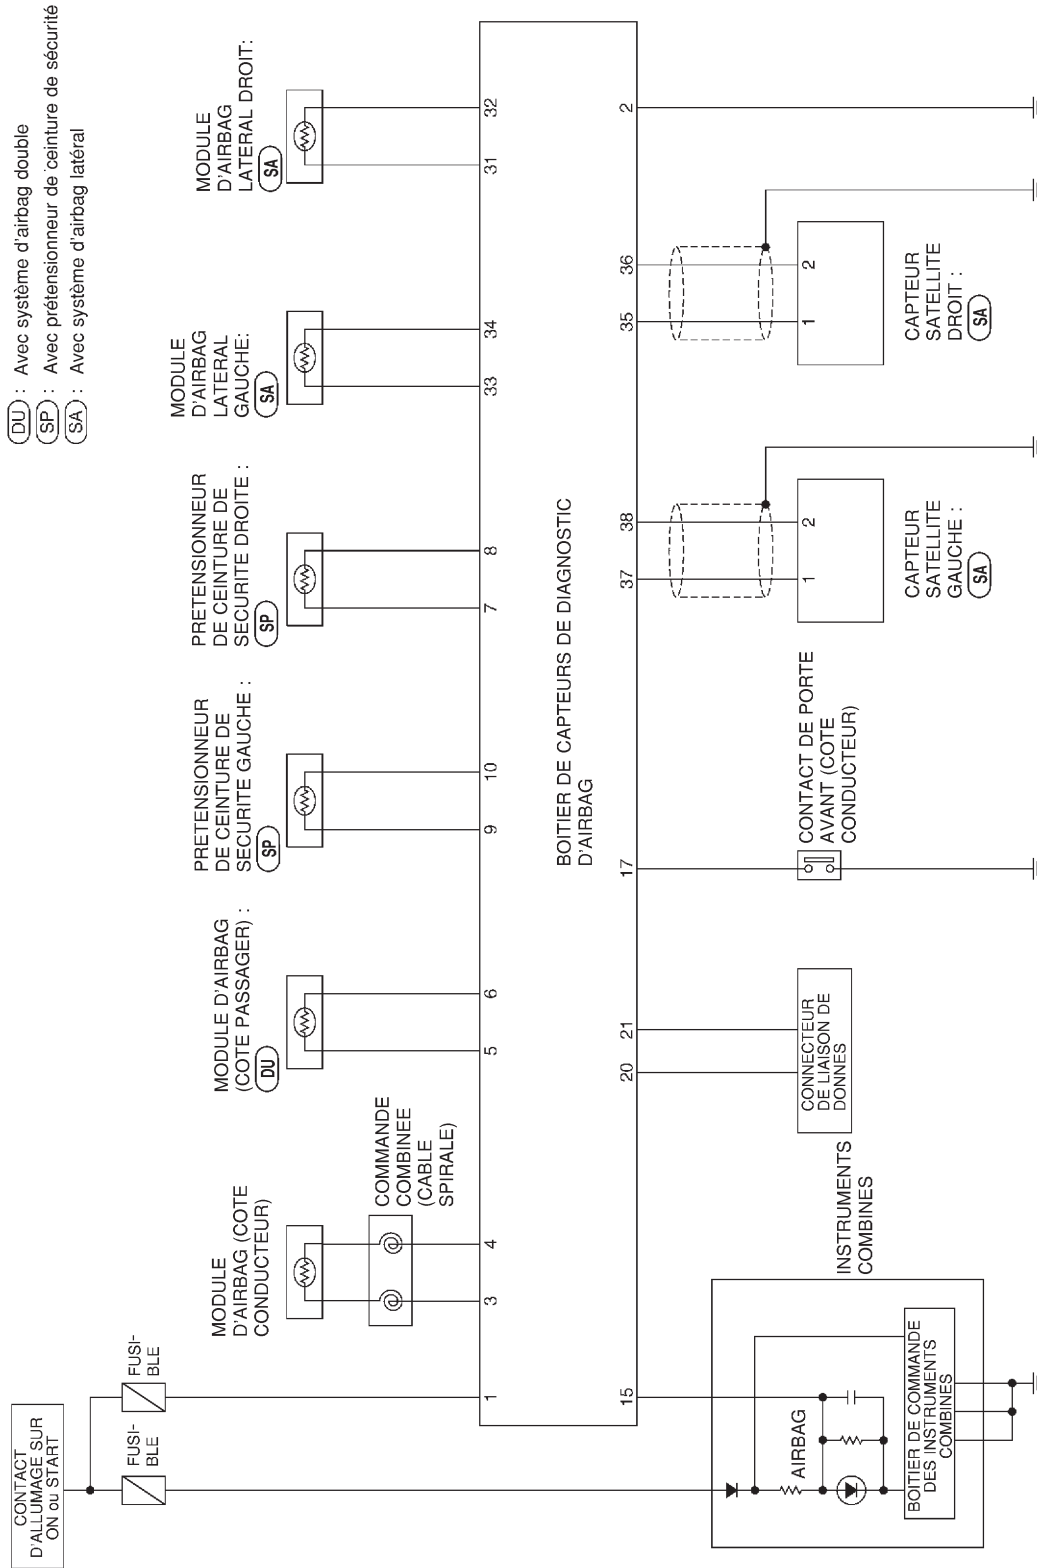 DU : Avec système d'airbag double
SP : Avec prétensionneur de ceinture de sécurité
SA : Avec système d'airbag latéral
CONTACT
D'ALLUMAGE SUR
ON ou START
FUSI-
BLE
FUSI-
BLE
MODULE
D'AIRBAG (COTE
CONDUCTEUR)
COMMANDE
COMBINEE
(CABLE
SPIRALE)
MODULE D'AIRBAG
(COTE PASSAGER) :
DU
PRETENSIONNEUR
DE CEINTURE DE
SECURITE GAUCHE :
SP
PRETENSIONNEUR
DE CEINTURE DE
SECURITE DROITE :
SP
MODULE
D'AIRBAG
LATERAL
GAUCHE:
SA
MODULE
D'AIRBAG
LATERAL DROIT:
SA
1
3
4
5
6
9
10
7
8
33
34
31
32
BOITIER DE CAPTEURS DE DIAGNOSTIC
D'AIRBAG
15
20
21
17
37
38
35
36
2
AIRBAG
BOITIER DE COMMANDE
DES INSTRUMENTS
COMBINES
INSTRUMENTS
COMBINES
CONNECTEUR
DE LIAISON DE
DONNES
CONTACT DE PORTE
AVANT (COTE
CONDUCTEUR)
1
2
CAPTEUR
SATELLITE
GAUCHE :
SA
1
2
CAPTEUR
SATELLITE
DROIT :
SA